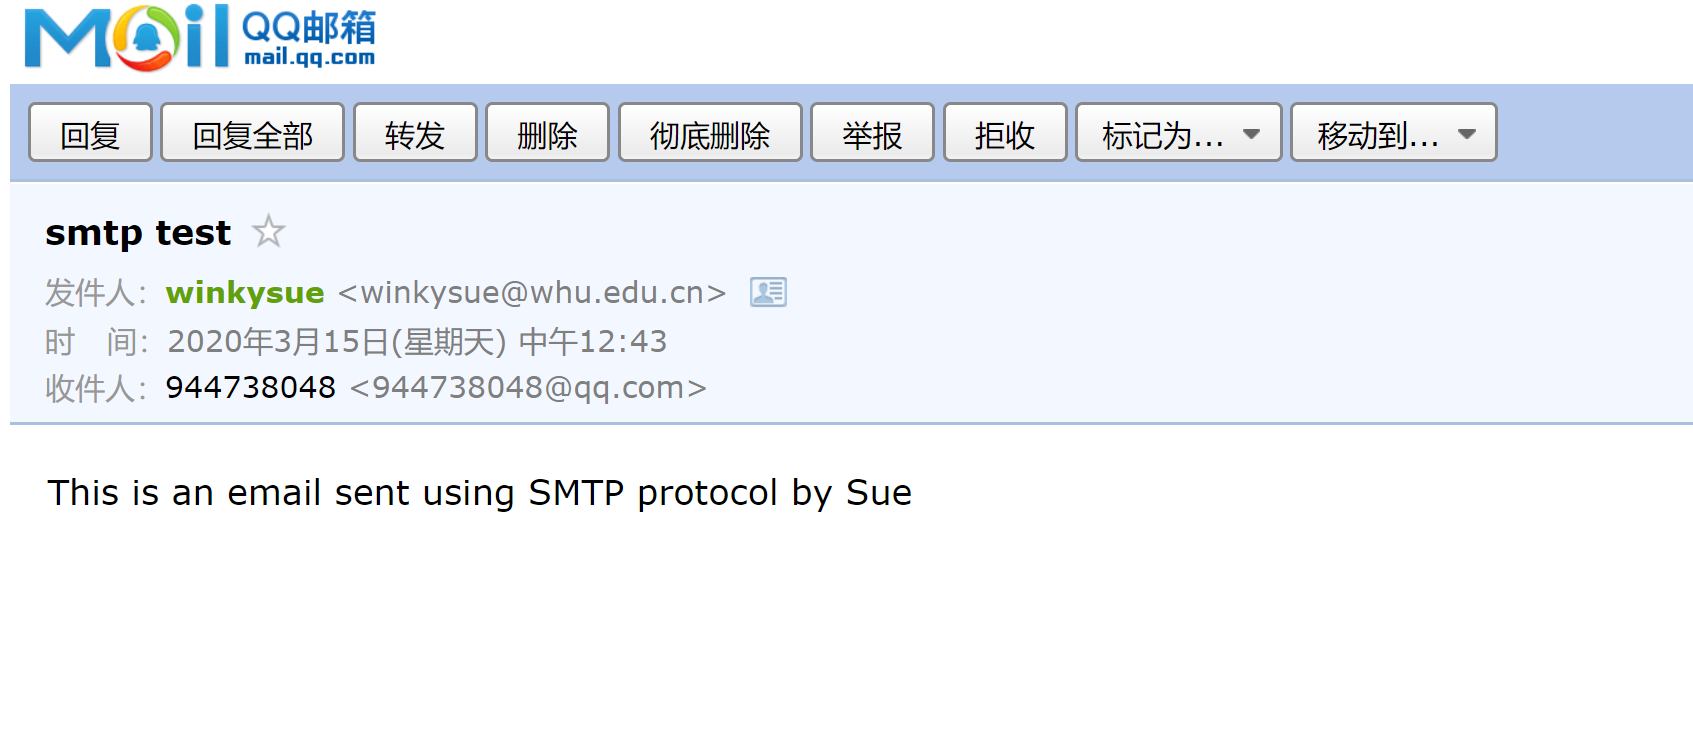 Mail QQ邮箱
mail.qq.com
回复 回复全部 转发 删除 彻底删除 举报 拒收 标记为... 移动到...
smtp test
发件人： winkysue <winkysue@whu.edu.cn>
时 间： 2020年3月15日(星期天) 中午12:43
收件人： 944738048 <944738048@qq.com>
This is an email sent using SMTP protocol by Sue